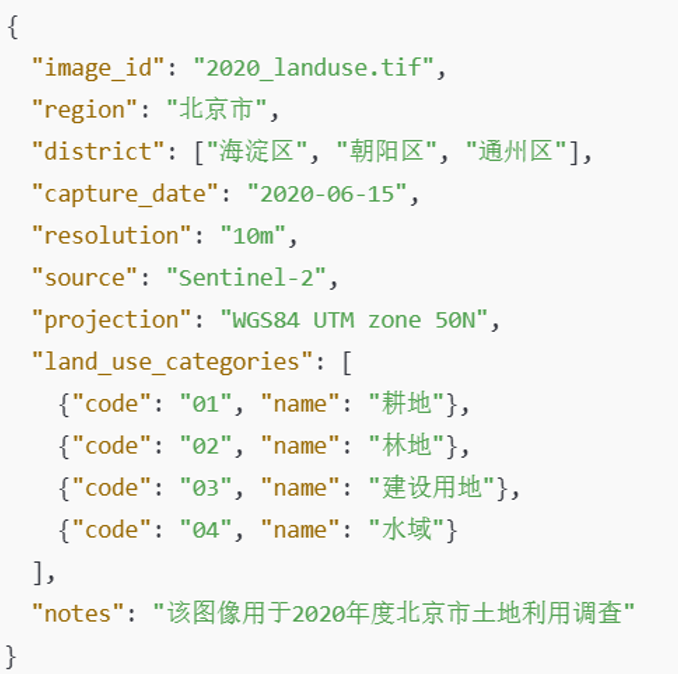 {
  "image_id": "2020_landuse.tif",
  "region": "北京市",
  "district": ["海淀区", "朝阳区", "通州区"],
  "capture_date": "2020-06-15",
  "resolution": "10m",
  "source": "Sentinel-2",
  "projection": "WGS84 UTM zone 50N",
  "land_use_categories": [
    {"code": "01", "name": "耕地"},
    {"code": "02", "name": "林地"},
    {"code": "03", "name": "建设用地"},
    {"code": "04", "name": "水域"}
  ],
  "notes": "该图像用于2020年度北京市土地利用调查"
}